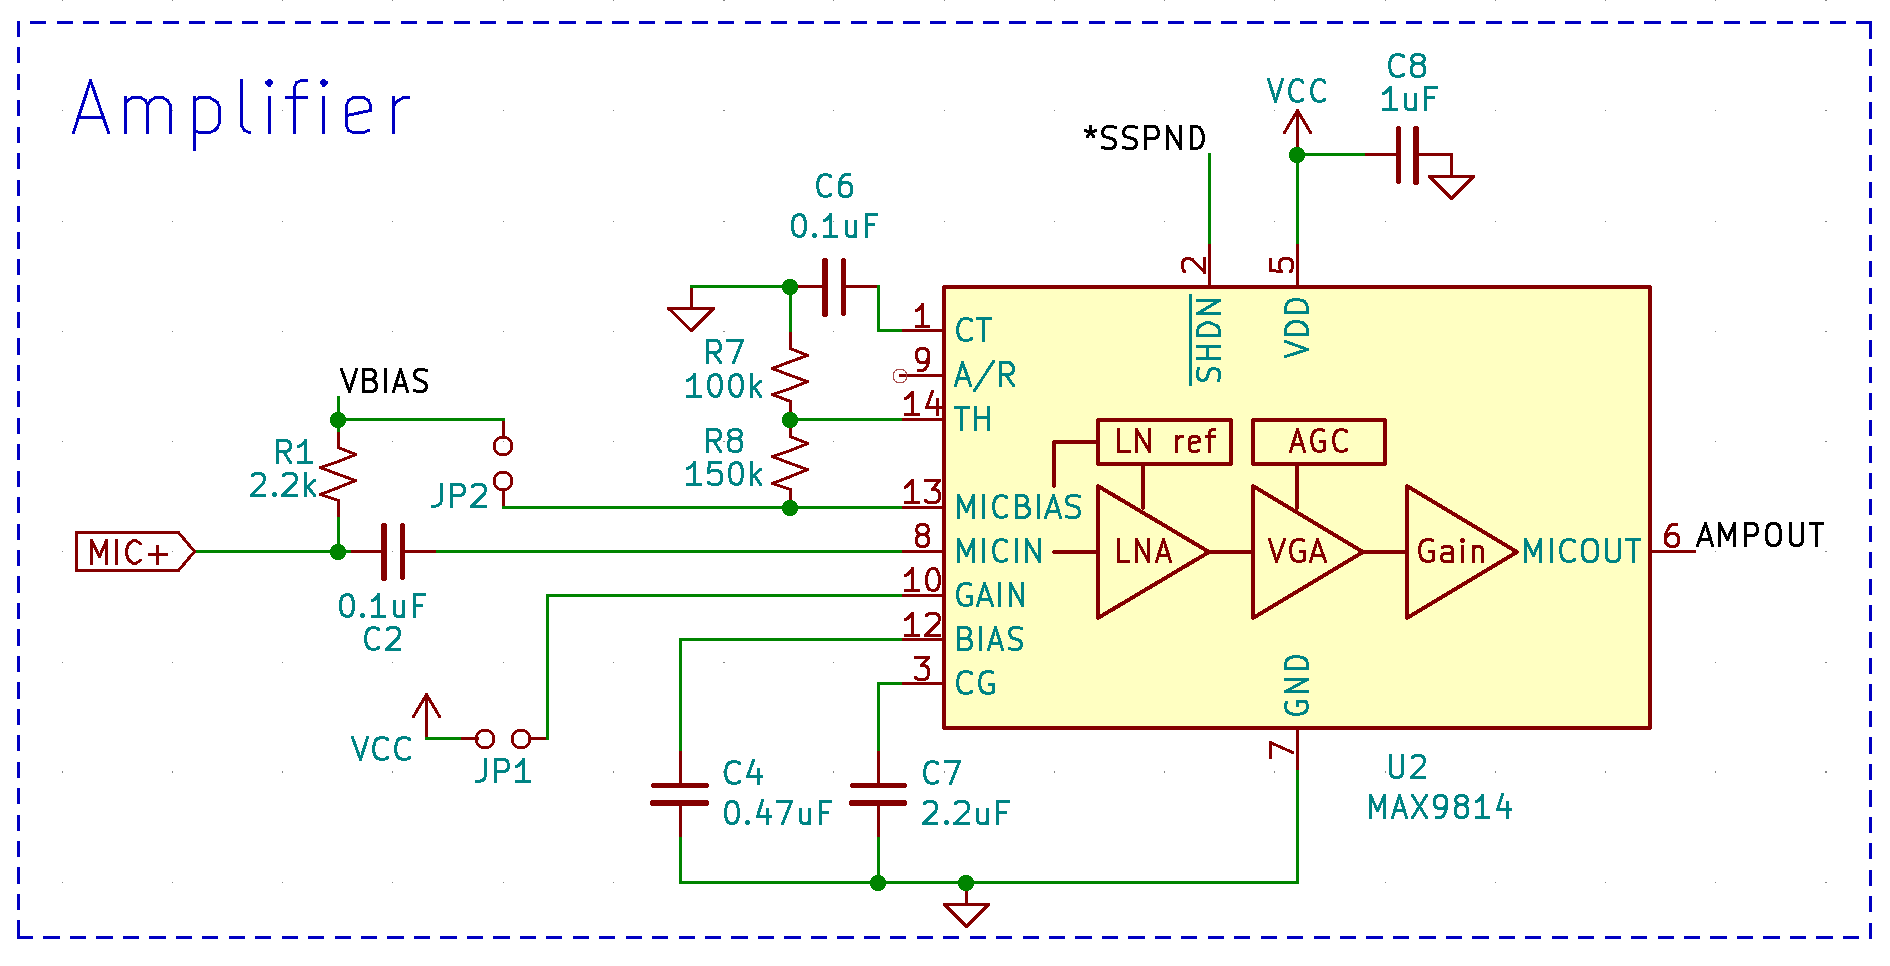 Amplifier
C8
1uF
VCC
*SSPND
C6
0.1uF
2
5
SHDN
VDD
1
CT
9
A/R
14
TH
R7
100k
VBIAS
R8
150k
R1
2.2k
JP2
LN ref
AGC
13
MICBIAS
MIC+
8
MICIN
LNA
VGA
Gain
MICOUT
6
AMPOUT
0.1uF
C2
10
GAIN
12
BIAS
3
CG
GND
7
VCC
JP1
C4
0.47uF
C7
2.2uF
U2
MAX9814